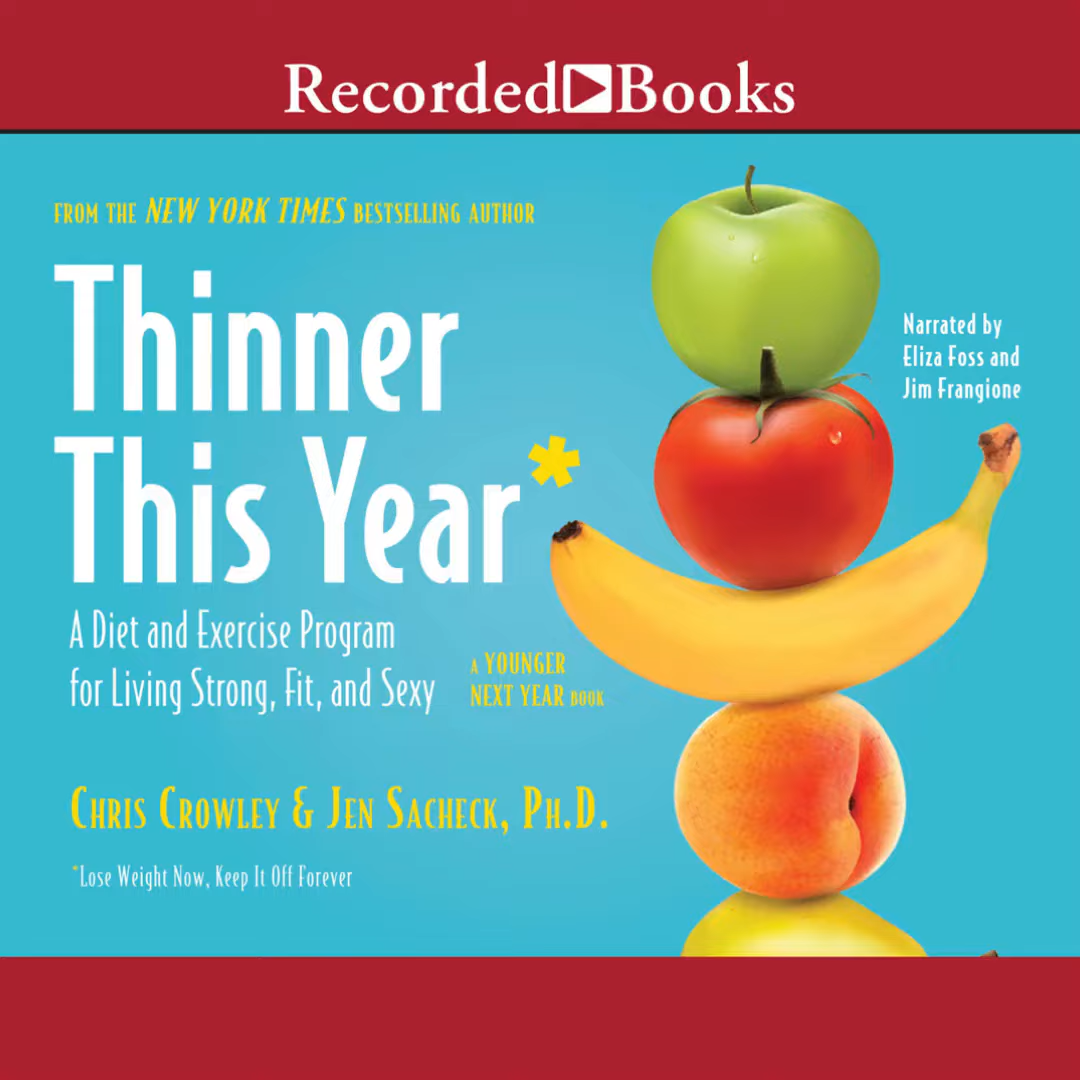 Recorded Books
FROM THE NEW YORK TIMES BESTSELLING AUTHOR
Thinner
This Year*
A Diet and Exercise Program
for Living Strong, Fit, and Sexy
A YOUNGER
NEXT YEAR BOOK
CHRIS CROWLEY & JEN SACHECK, PH.D.
*Lose Weight Now, Keep It Off Forever
Narrated by
Eliza Foss and
Jim Frangione